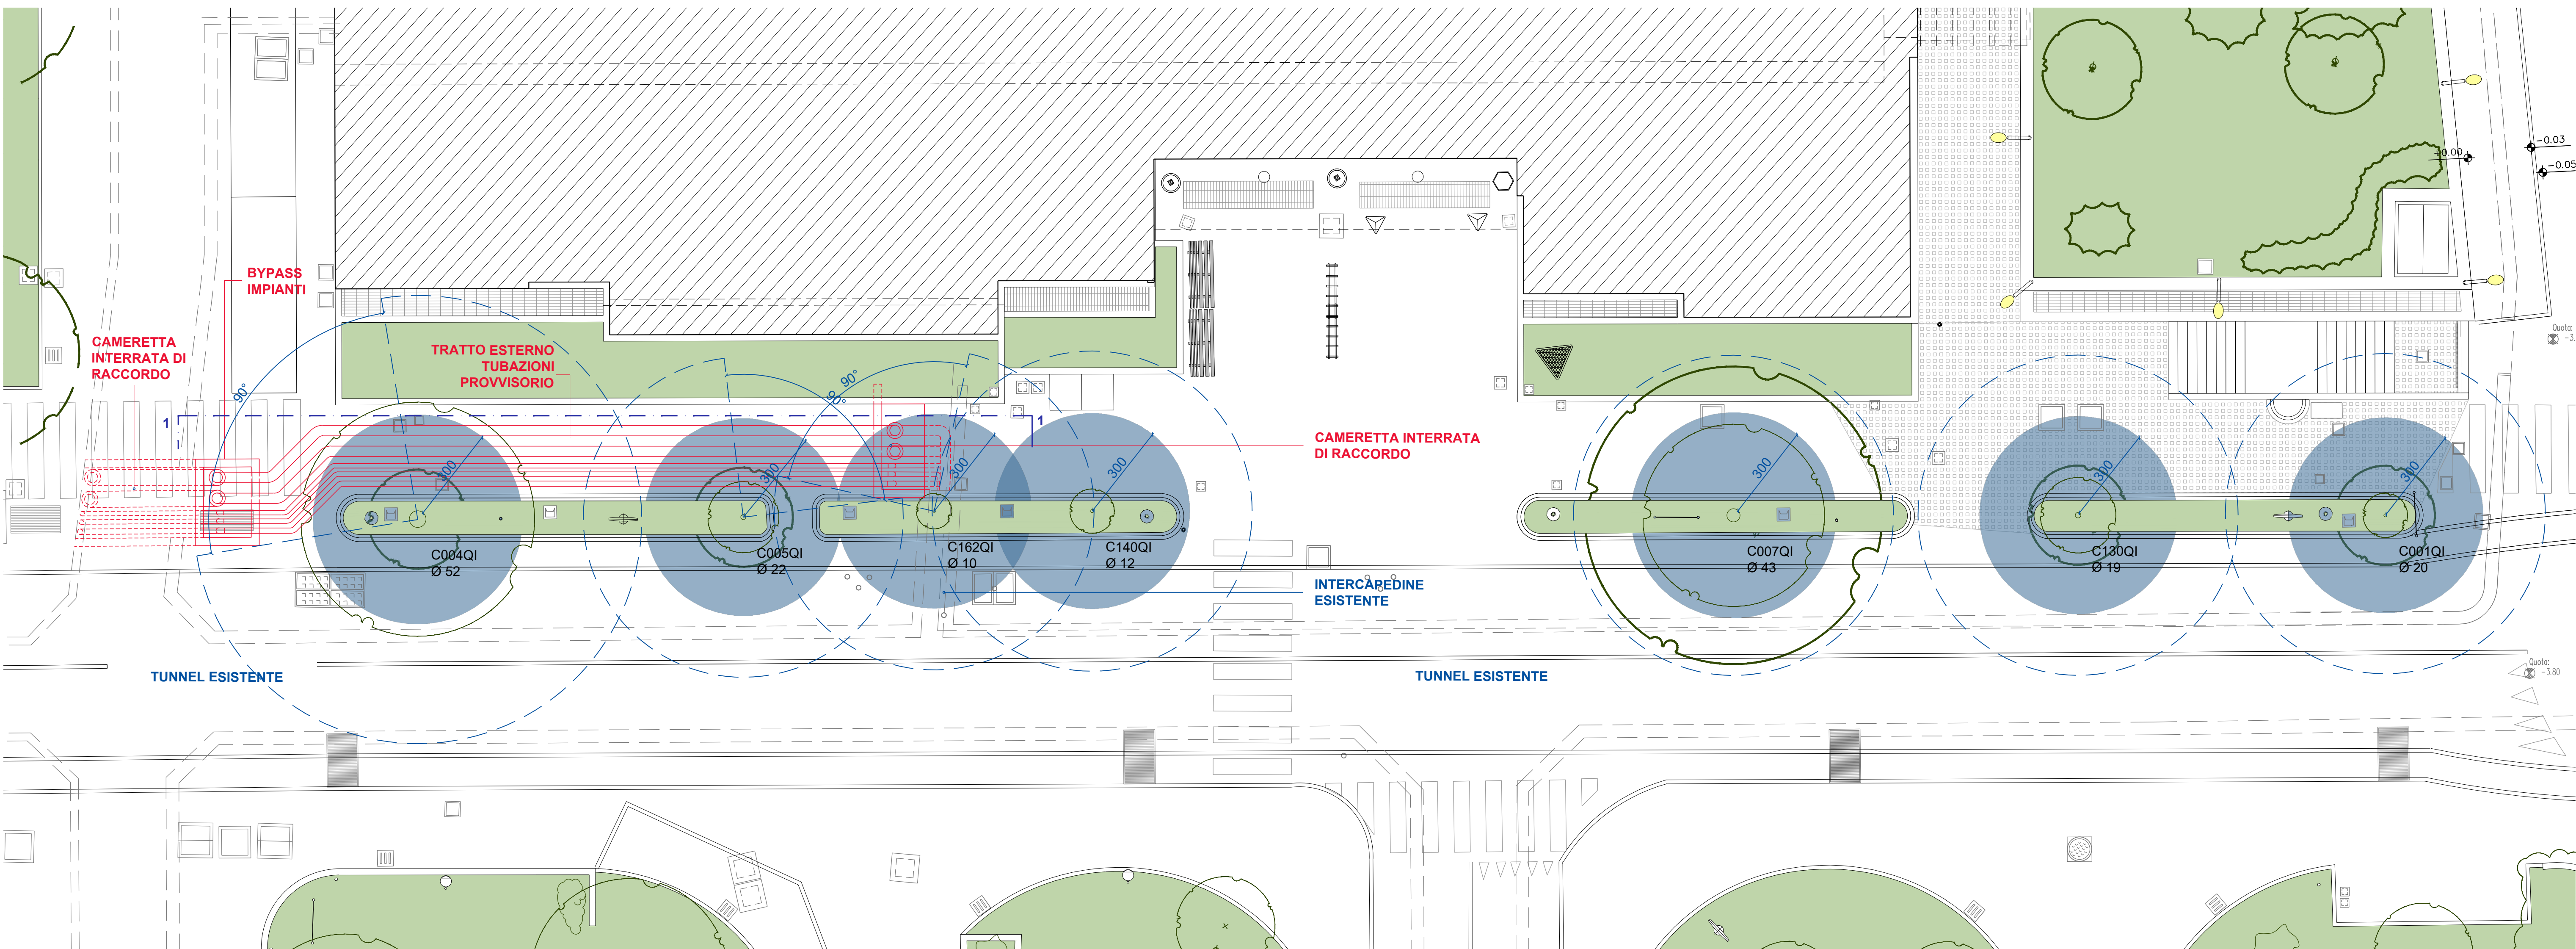 -0.03
+0.00
-0.05
BYPASS
IMPIANTI
CAMERETTA
INTERRATA DI
RACCORDO
TRATTO ESTERNO
TUBAZIONI
PROVVISORIO
Quota:
90°
90°
90°
1
1
CAMERETTA INTERRATA
DI RACCORDO
300
300
300
300
300
300
300
C004QI
Ø 52
C005QI
Ø 22
C162QI
Ø 10
C140QI
Ø 12
C007QI
Ø 43
C130QI
Ø 19
C001QI
Ø 20
INTERCAPEDINE
ESISTENTE
TUNNEL ESISTENTE
TUNNEL ESISTENTE
Quota:
-3.80